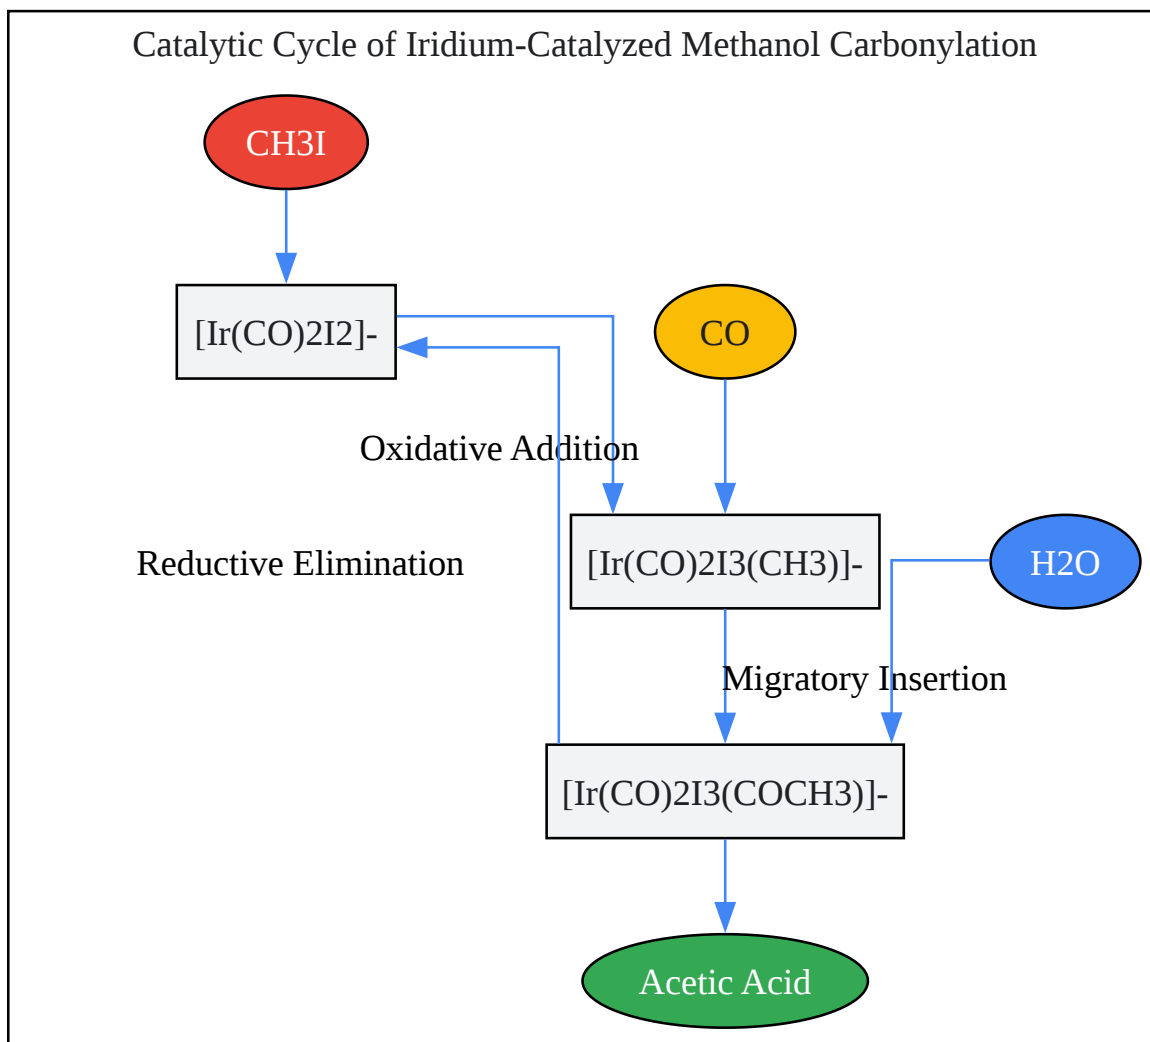 Catalytic Cycle of Iridium-Catalyzed Methanol Carbonylation
CH3I
[Ir(CO)2I2]-
CO
Oxidative Addition
[Ir(CO)2I3(CH3)]-
H2O
Reductive Elimination
Migratory Insertion
[Ir(CO)2I3(COCH3)]-
Acetic Acid